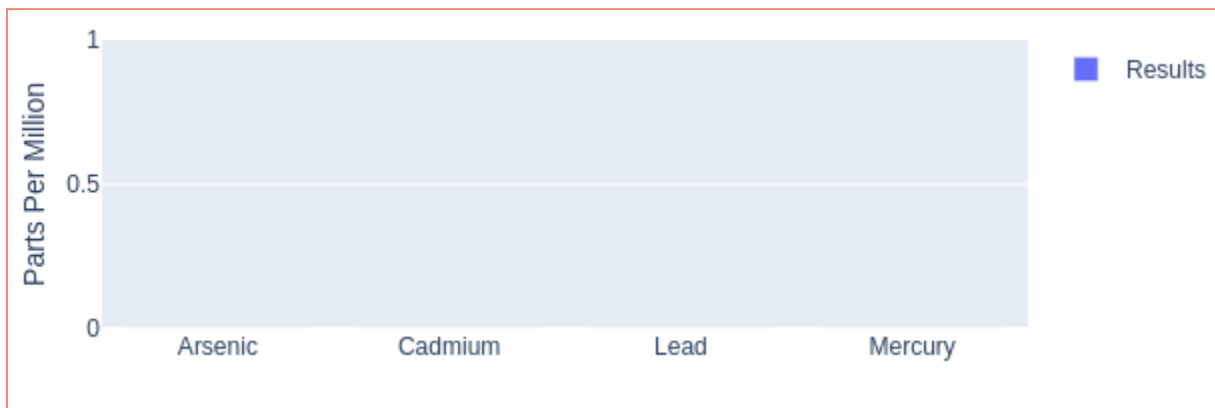 Parts Per Million
1
0.5
0
Arsenic Cadmium Lead Mercury
Results